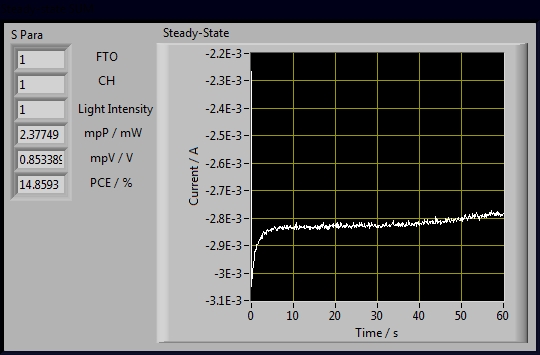 S Para
1 FTO
1 CH
1 Light Intensity
2.37749 mpP / mW
0.853389 mpV / V
14.8593 PCE / %
Steady-State
Current / A
-2.2E-3
-2.3E-3
-2.4E-3
-2.5E-3
-2.6E-3
-2.7E-3
-2.8E-3
-2.9E-3
-3E-3
-3.1E-3
0 10 20 30 40 50 60
Time / s